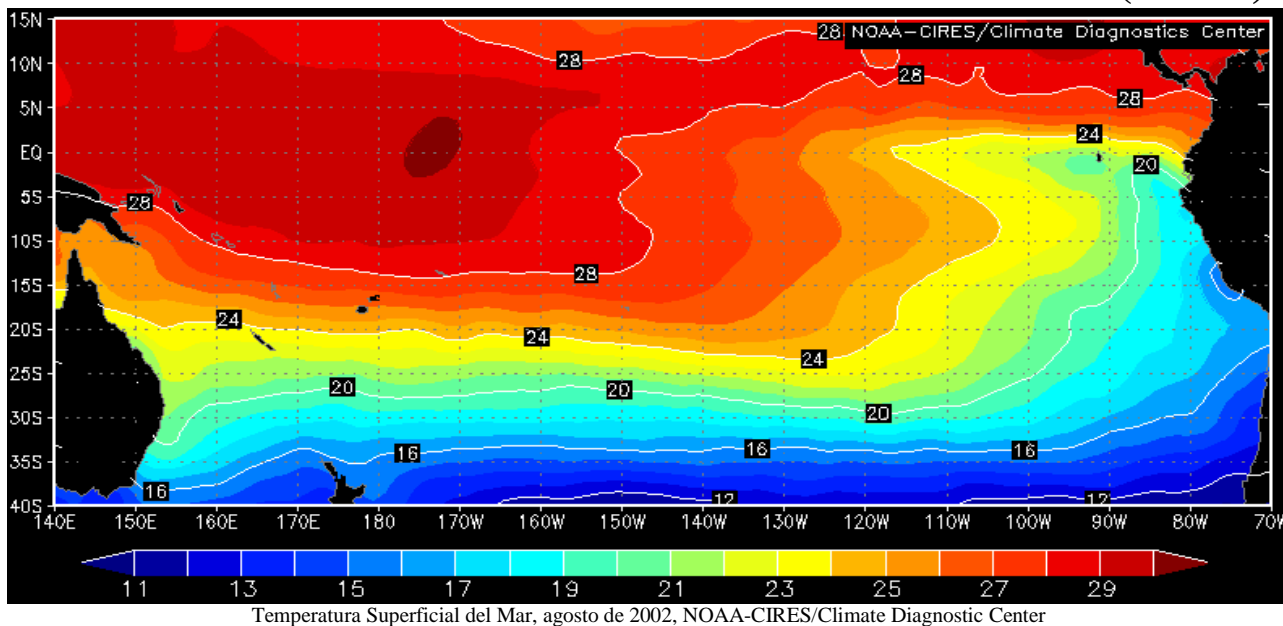 15N 28 NOAA-CIRES/Climate Diagnostics Center
10N 28 28
5N 28
24
EQ 20
5S 28
10S
15S 28
20S 24 24 24
25S 20 20
30S 20
35S 16 16 16
40S 16 12 12
140E 150E 160E 170E 180 170W 160W 150W 140W 130W 120W 110W 100W 90W 80W 70W
11 13 15 17 19 21 23 25 27 29
Temperatura Superficial del Mar, agosto de 2002, NOAA-CIRES/Climate Diagnostic Center